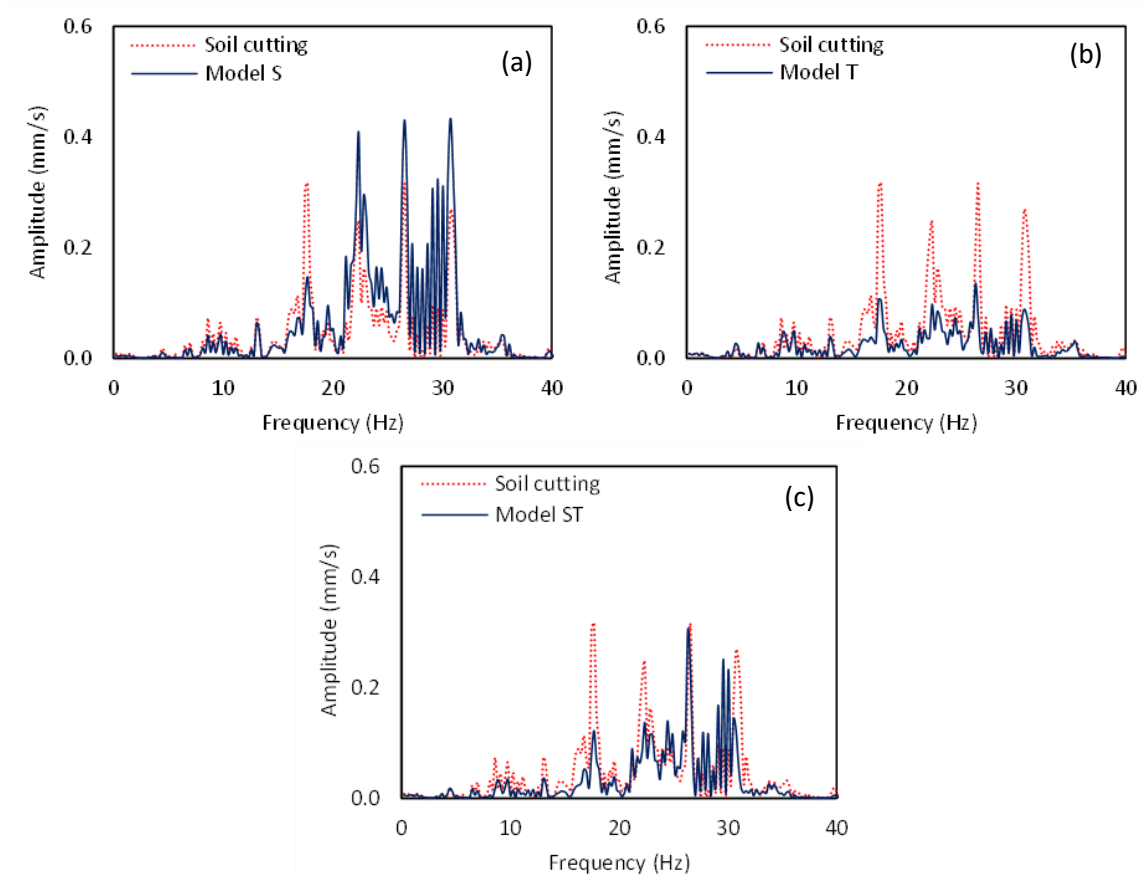 0.6
Soil cutting
Model S
(a)
0.4
0.2
0.0
Amplitude (mm/s)
0 10 20 30 40
Frequency (Hz)
0.6
Soil cutting
Model T
(b)
0.4
0.2
0.0
Amplitude (mm/s)
0 10 20 30 40
Frequency (Hz)
0.6
Soil cutting
Model ST
(c)
0.4
0.2
0.0
Amplitude (mm/s)
0 10 20 30 40
Frequency (Hz)